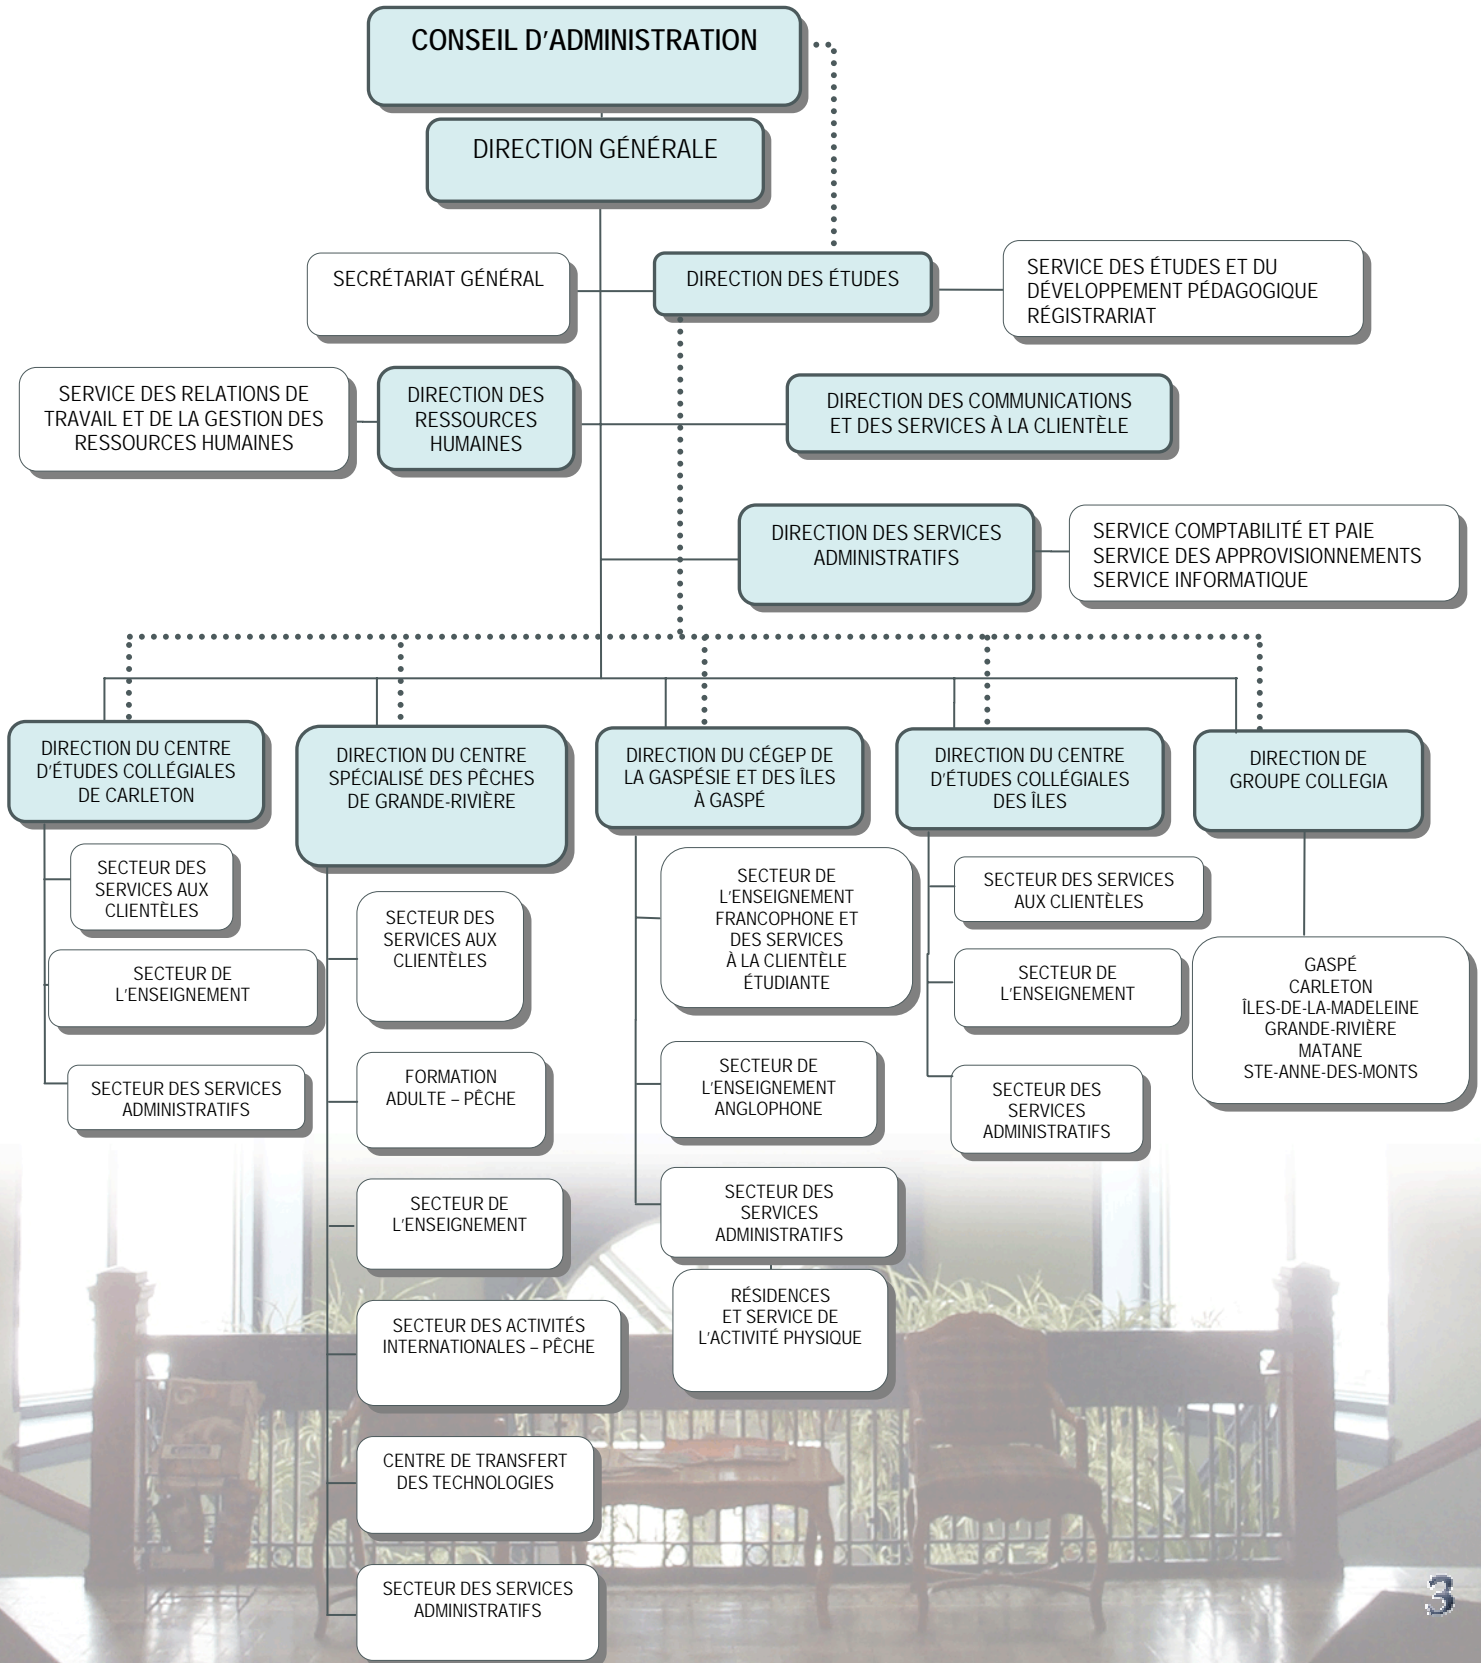 CONSEIL D'ADMINISTRATION
DIRECTION GÉNÉRALE
SECRÉTARIAT GÉNÉRAL
DIRECTION DES ÉTUDES
SERVICE DES ÉTUDES ET DU
DÉVELOPPEMENT PÉDAGOGIQUE
RÉGISTRARIAT
SERVICE DES RELATIONS DE
TRAVAIL ET DE LA GESTION DES
RESSOURCES HUMAINES
DIRECTION DES
RESSOURCES
HUMAINES
DIRECTION DES COMMUNICATIONS
ET DES SERVICES À LA CLIENTÈLE
DIRECTION DES SERVICES
ADMINISTRATIFS
SERVICE COMPTABILITÉ ET PAIE
SERVICE DES APPROVISIONNEMENTS
SERVICE INFORMATIQUE
DIRECTION DU CENTRE
D'ÉTUDES COLLÉGIALES
DE CARLETON
SECTEUR DES
SERVICES AUX
CLIENTÈLES
SECTEUR DE
L'ENSEIGNEMENT
SECTEUR DES SERVICES
ADMINISTRATIFS
DIRECTION DU CENTRE
SPÉCIALISÉ DES PÊCHES
DE GRANDE-RIVIÈRE
SECTEUR DES
SERVICES AUX
CLIENTÈLES
FORMATION
ADULTE – PÊCHE
SECTEUR DE
L'ENSEIGNEMENT
SECTEUR DES ACTIVITÉS
INTERNATIONALES – PÊCHE
CENTRE DE TRANSFERT
DES TECHNOLOGIES
SECTEUR DES SERVICES
ADMINISTRATIFS
DIRECTION DU CÉGEP DE
LA GASPÉSIE ET DES ÎLES
À GASPÉ
SECTEUR DE
L'ENSEIGNEMENT
FRANCOPHONE ET
DES SERVICES
À LA CLIENTÈLE
ÉTUDIANTE
SECTEUR DE
L'ENSEIGNEMENT
ANGLOPHONE
SECTEUR DES
SERVICES
ADMINISTRATIFS
RÉSIDENCES
ET SERVICE DE
L'ACTIVITÉ PHYSIQUE
DIRECTION DU CENTRE
D'ÉTUDES COLLÉGIALES
DES ÎLES
SECTEUR DES SERVICES
AUX CLIENTÈLES
SECTEUR DE
L'ENSEIGNEMENT
SECTEUR DES
SERVICES
ADMINISTRATIFS
DIRECTION DE
GROUPE COLLEGIA
GASPÉ
CARLETON
ÎLES-DE-LA-MADELEINE
GRANDE-RIVIÈRE
MATANE
STE-ANNE-DES-MONTS
3